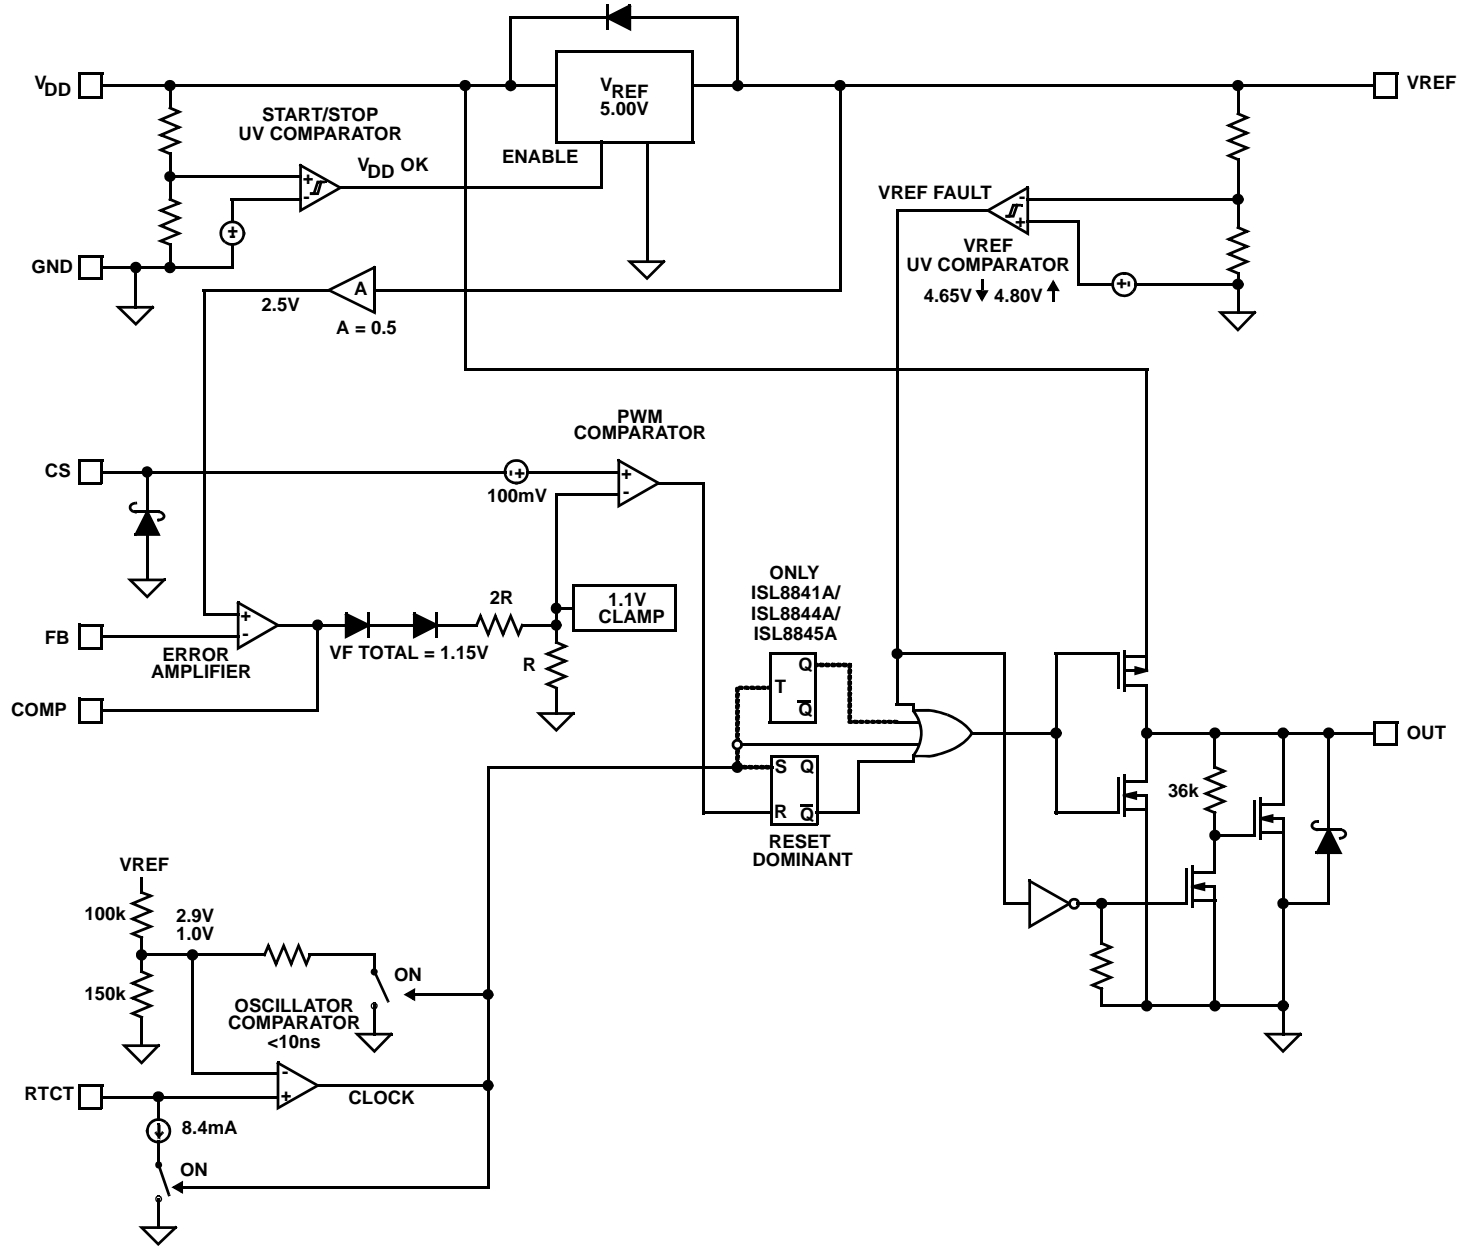 VDD
START/STOP
UV COMPARATOR
+
-
VDD OK
ENABLE
VREF
5.00V
VREF
GND
VREF FAULT
-
+
VREF
UV COMPARATOR
4.65V 4.80V
2.5V
A
A = 0.5
PWM
COMPARATOR
CS
100mV
+
-
1.1V
CLAMP
2R
R
FB
+
-
ERROR
AMPLIFIER
VF TOTAL = 1.15V
COMP
ONLY
ISL8841A/
ISL8844A/
ISL8845A
Q
T
Q
S Q
R Q
RESET
DOMINANT
OUT
36k
VREF
100k
2.9V
1.0V
150k
ON
OSCILLATOR
COMPARATOR
<10ns
-
+
RTCT
CLOCK
8.4mA
ON